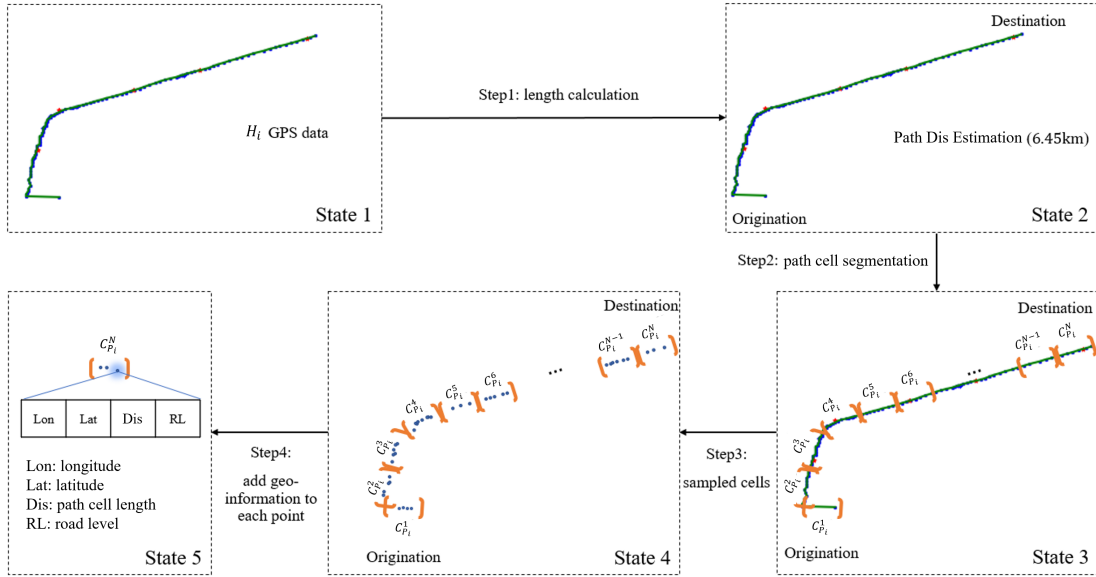 H_i GPS data
State 1
Step1: length calculation
Destination
Path Dis Estimation (6.45km)
Origination
State 2
Step2: path cell segmentation
Destination
C_{P_i}^{N-1}
C_{P_i}^{N}
...
C_{P_i}^{6}
C_{P_i}^{5}
C_{P_i}^{4}
C_{P_i}^{3}
C_{P_i}^{2}
C_{P_i}^{1}
Origination
State 3
Step3:
sampled cells
Destination
C_{P_i}^{N-1}
C_{P_i}^{N}
...
C_{P_i}^{6}
C_{P_i}^{5}
C_{P_i}^{4}
C_{P_i}^{3}
C_{P_i}^{2}
C_{P_i}^{1}
Origination
State 4
Step4:
add geo-
information to
each point
C_{P_i}^{N}
Lon Lat Dis RL
Lon: longitude
Lat: latitude
Dis: path cell length
RL: road level
State 5